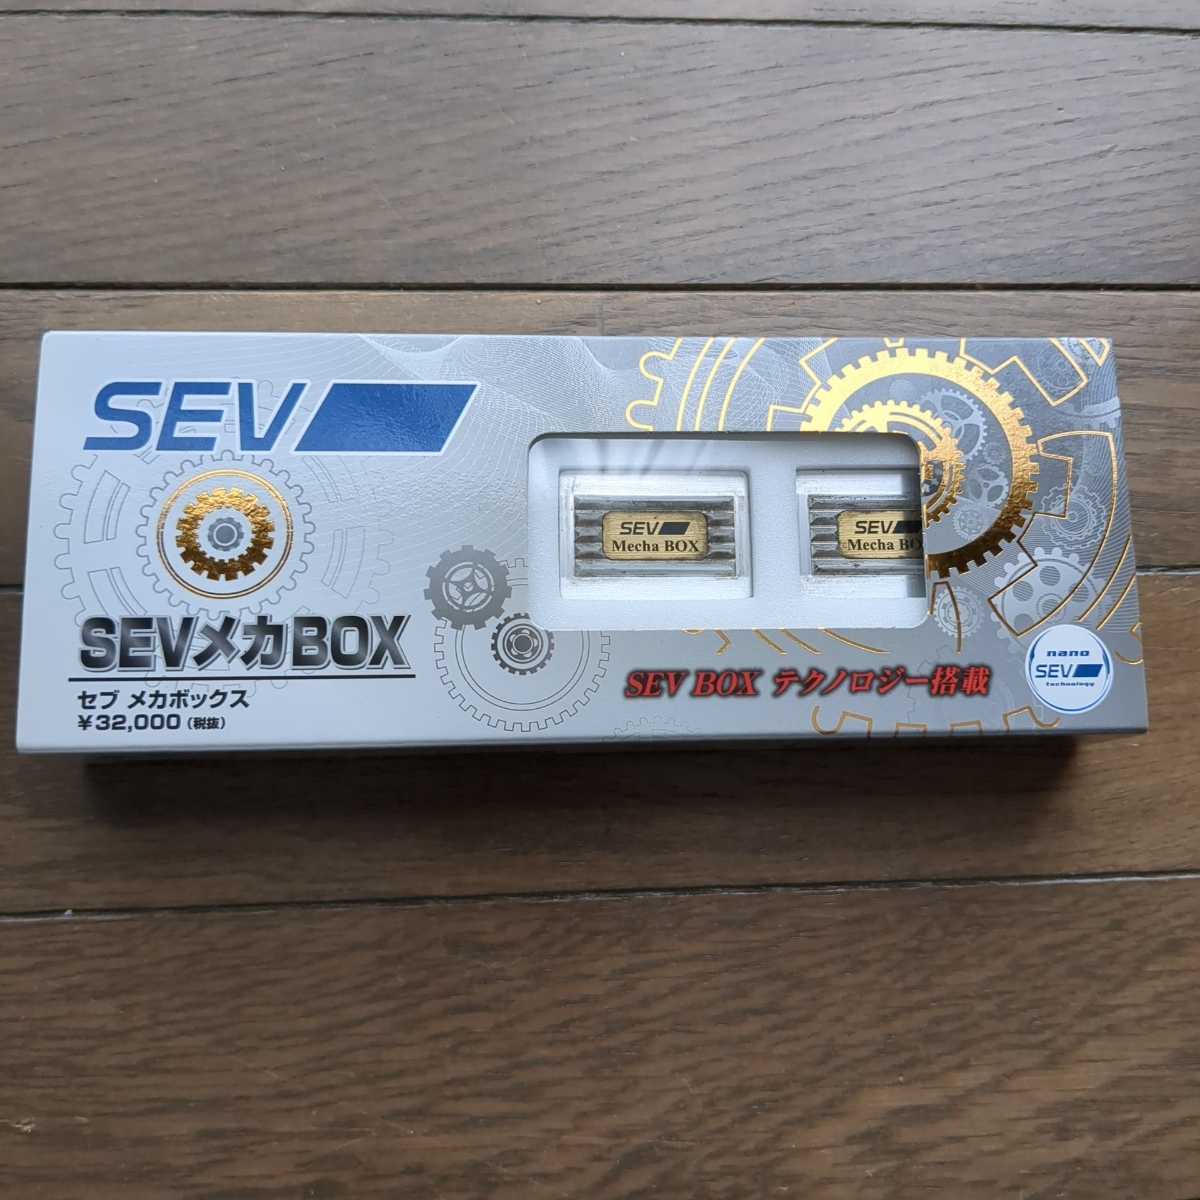 SEV
SEV
Mecha BOX
SEV
Mecha BO
SEVメカBOX
セブ メカボックス
¥32,000(税抜)
SEV BOX テクノロジー搭載
nano
SEV
technology